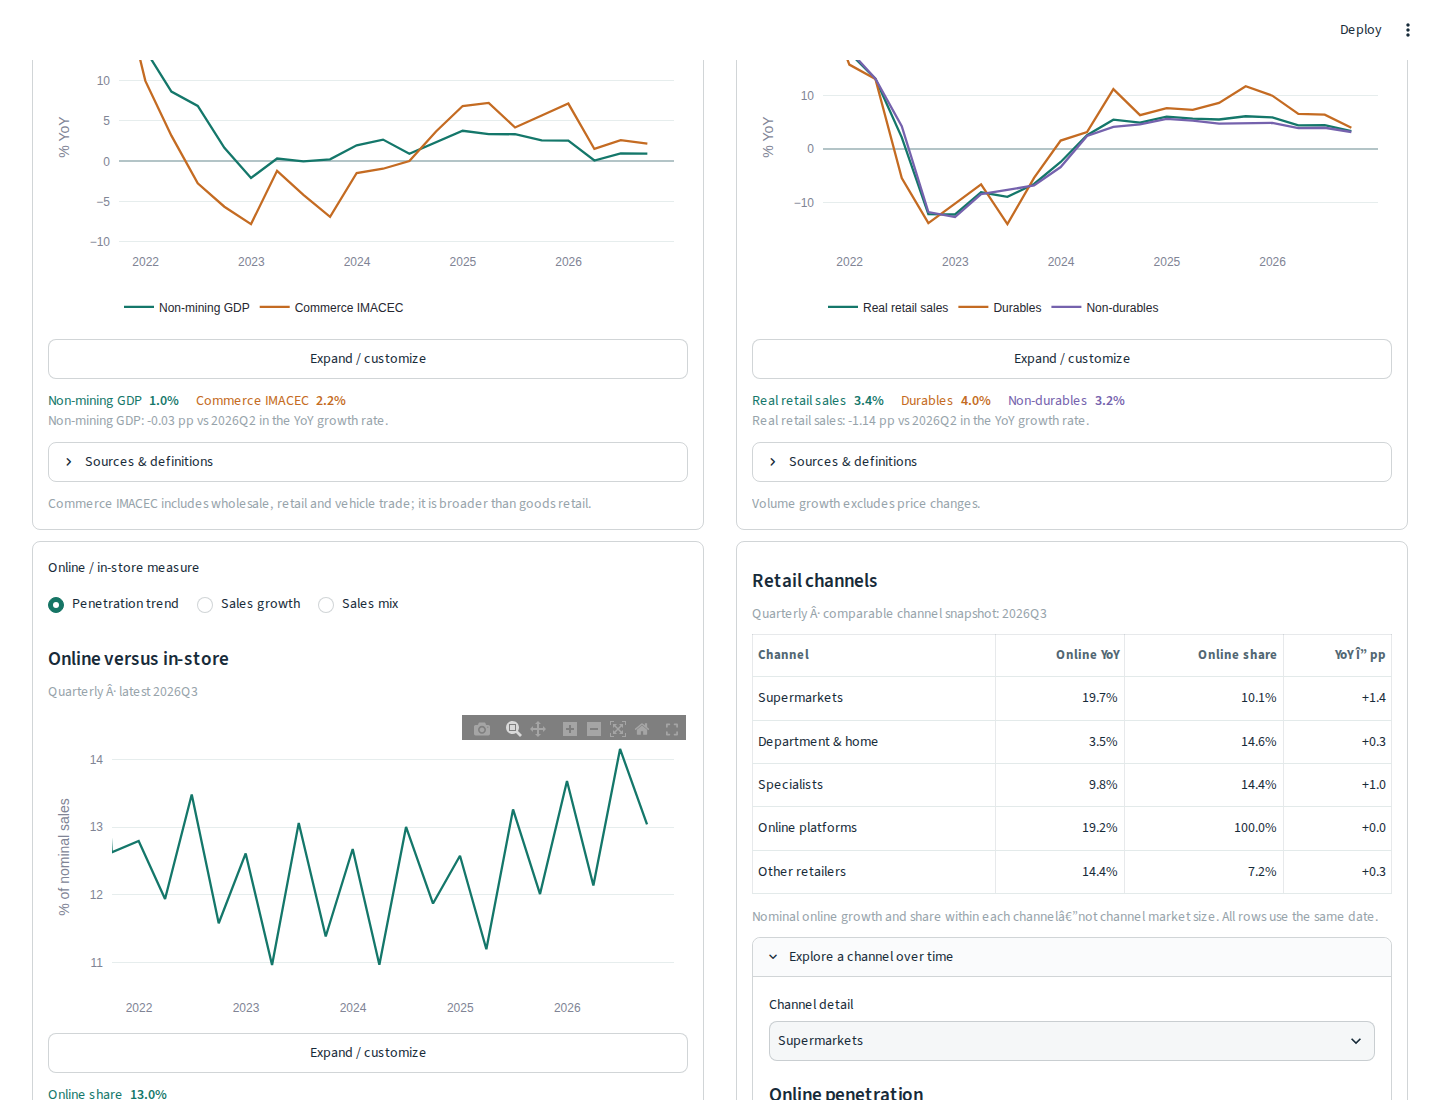 Deploy
10
5
0
−5
−10
% YoY
2022
2023
2024
2025
2026
Non-mining GDP
Commerce IMACEC
Expand / customize
Non-mining GDP 1.0% Commerce IMACEC 2.2%
Non-mining GDP: -0.03 pp vs 2026Q2 in the YoY growth rate.
Sources & definitions
Commerce IMACEC includes wholesale, retail and vehicle trade; it is broader than goods retail.
10
0
−10
% YoY
2022
2023
2024
2025
2026
Real retail sales
Durables
Non-durables
Expand / customize
Real retail sales 3.4% Durables 4.0% Non-durables 3.2%
Real retail sales: -1.14 pp vs 2026Q2 in the YoY growth rate.
Sources & definitions
Volume growth excludes price changes.
Online / in-store measure
Penetration trend
Sales growth
Sales mix
Online versus in-store
Quarterly Â· latest 2026Q3
14
13
12
11
% of nominal sales
2022
2023
2024
2025
2026
Expand / customize
Online share 13.0%
Retail channels
Quarterly Â· comparable channel snapshot: 2026Q3
Channel Online YoY Online share YoY Î” pp
Supermarkets 19.7% 10.1% +1.4
Department & home 3.5% 14.6% +0.3
Specialists 9.8% 14.4% +1.0
Online platforms 19.2% 100.0% +0.0
Other retailers 14.4% 7.2% +0.3
Nominal online growth and share within each channelâ€”not channel market size. All rows use the same date.
Explore a channel over time
Channel detail
Supermarkets
Online penetration